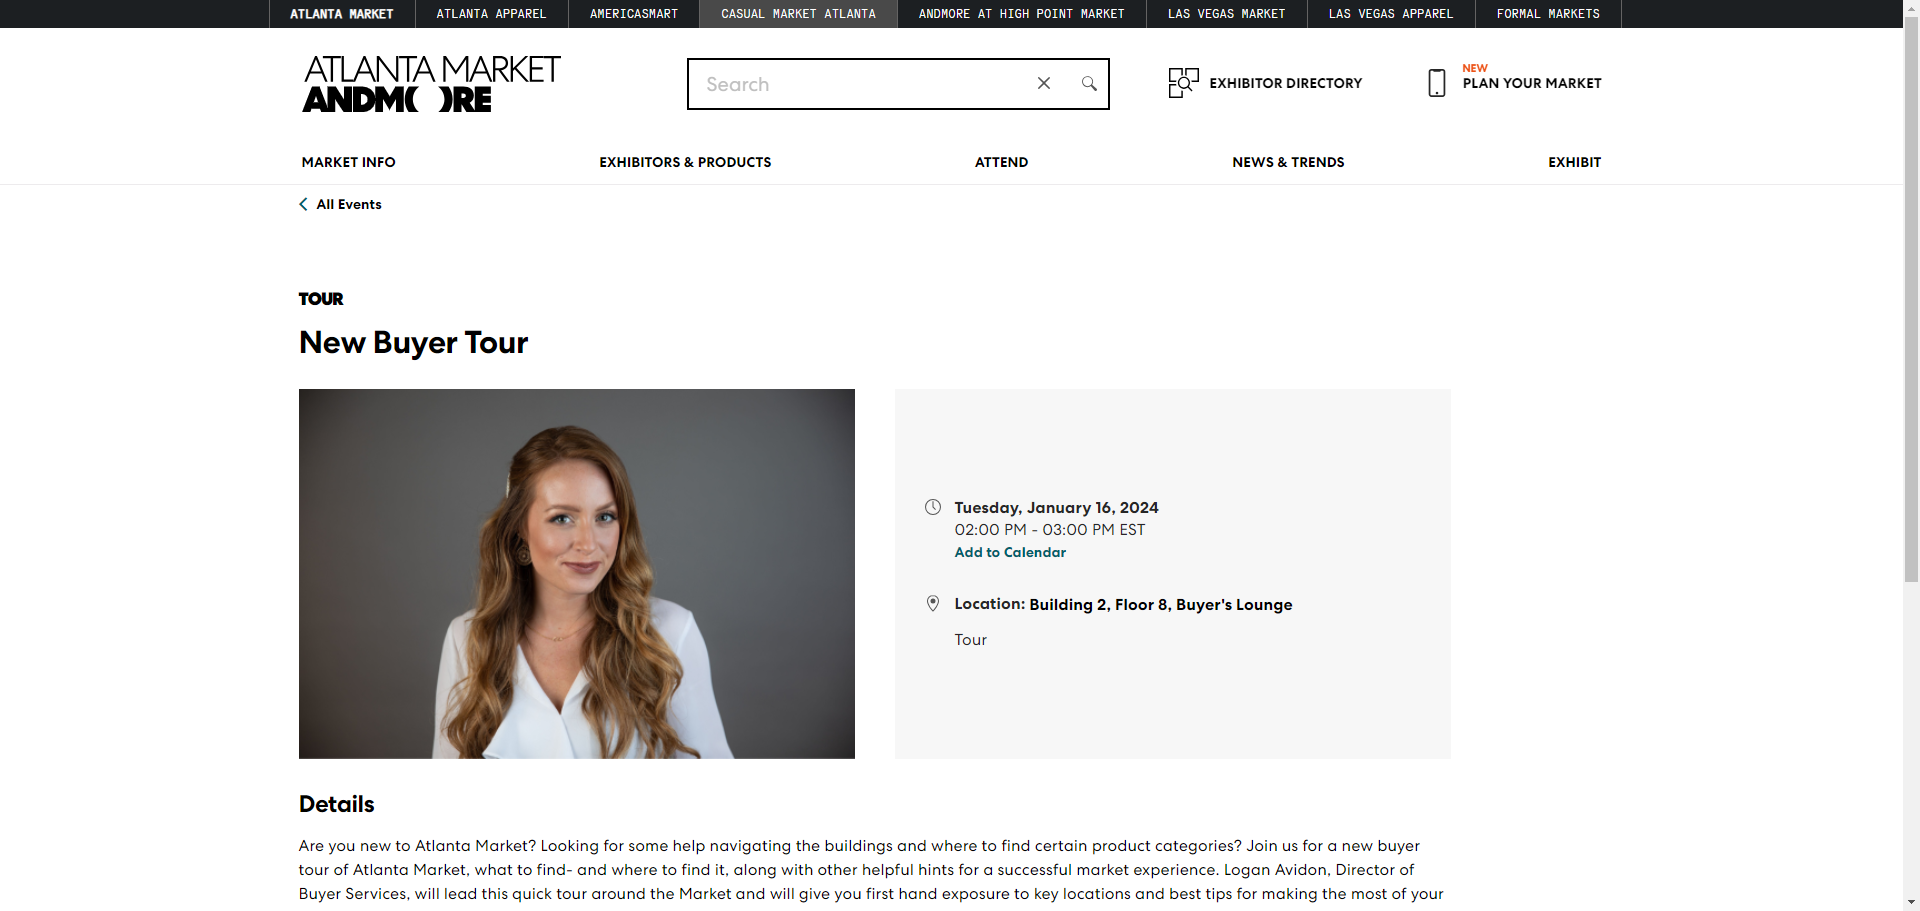 ATLANTA MARKET
ATLANTA APPAREL
AMERICASMART
CASUAL MARKET ATLANTA
ANDMORE AT HIGH POINT MARKET
LAS VEGAS MARKET
LAS VEGAS APPAREL
FORMAL MARKETS
ATLANTA MARKET
ANDM( )RE
Search
EXHIBITOR DIRECTORY
NEW
PLAN YOUR MARKET
MARKET INFO
EXHIBITORS & PRODUCTS
ATTEND
NEWS & TRENDS
EXHIBIT
All Events
TOUR
New Buyer Tour
Tuesday, January 16, 2024
02:00 PM - 03:00 PM EST
Add to Calendar
Location: Building 2, Floor 8, Buyer's Lounge
Tour
Details
Are you new to Atlanta Market? Looking for some help navigating the buildings and where to find certain product categories? Join us for a new buyer
tour of Atlanta Market, what to find- and where to find it, along with other helpful hints for a successful market experience. Logan Avidon, Director of
Buyer Services, will lead this quick tour around the Market and will give you first hand exposure to key locations and best tips for making the most of your